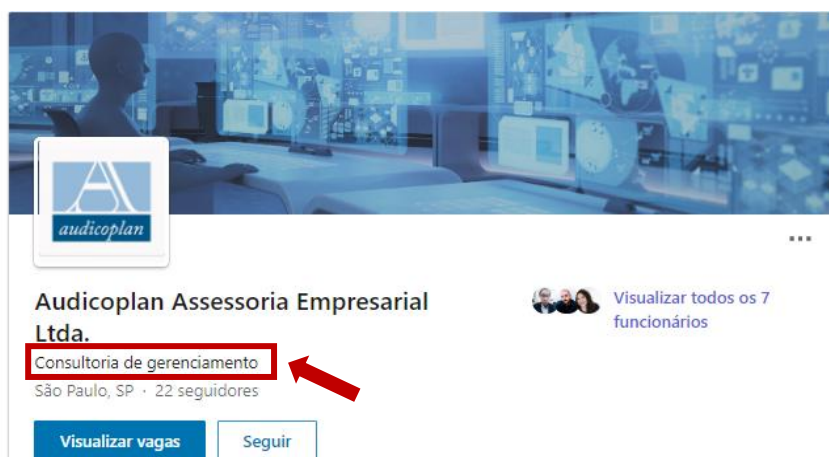 audicoplan
Audicoplan Assessoria Empresarial
Ltda.
Consultoria de gerenciamento
São Paulo, SP · 22 seguidores
Visualizar todos os 7
funcionários
Visualizar vagas
Seguir